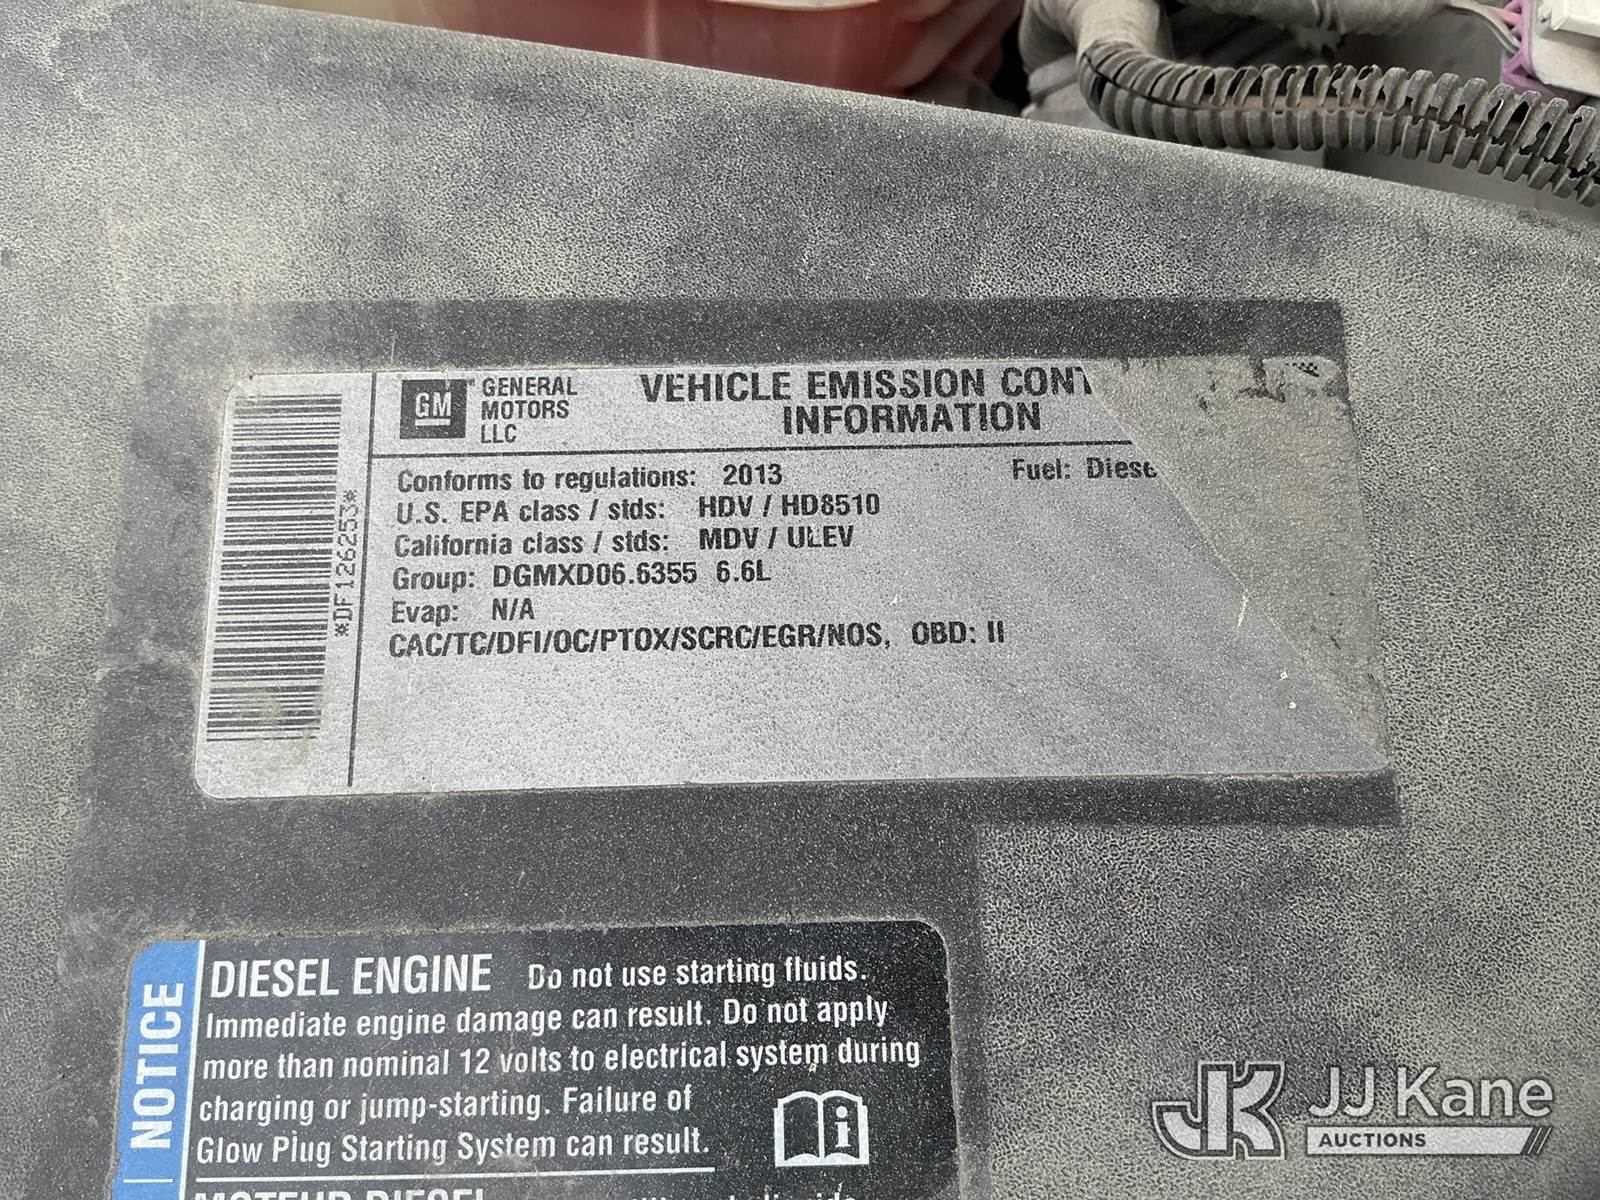 GM
GENERAL
MOTORS
LLC
VEHICLE EMISSION CONT
INFORMATION
*DF126253*
Conforms to regulations: 2013 Fuel: Diese
U.S. EPA class / stds: HDV / HD8510
California class / stds: MDV / ULEV
Group: DGMXD06.6355 6.6L
Evap: N/A
CAC/TC/DFI/OC/PTOX/SCRC/EGR/NOS, OBD: II
NOTICE
DIESEL ENGINE Do not use starting fluids.
Immediate engine damage can result. Do not apply
more than nominal 12 volts to electrical system during
charging or jump-starting. Failure of
Glow Plug Starting System can result.
MOTEUR DIESEL
JK JJ Kane
AUCTIONS